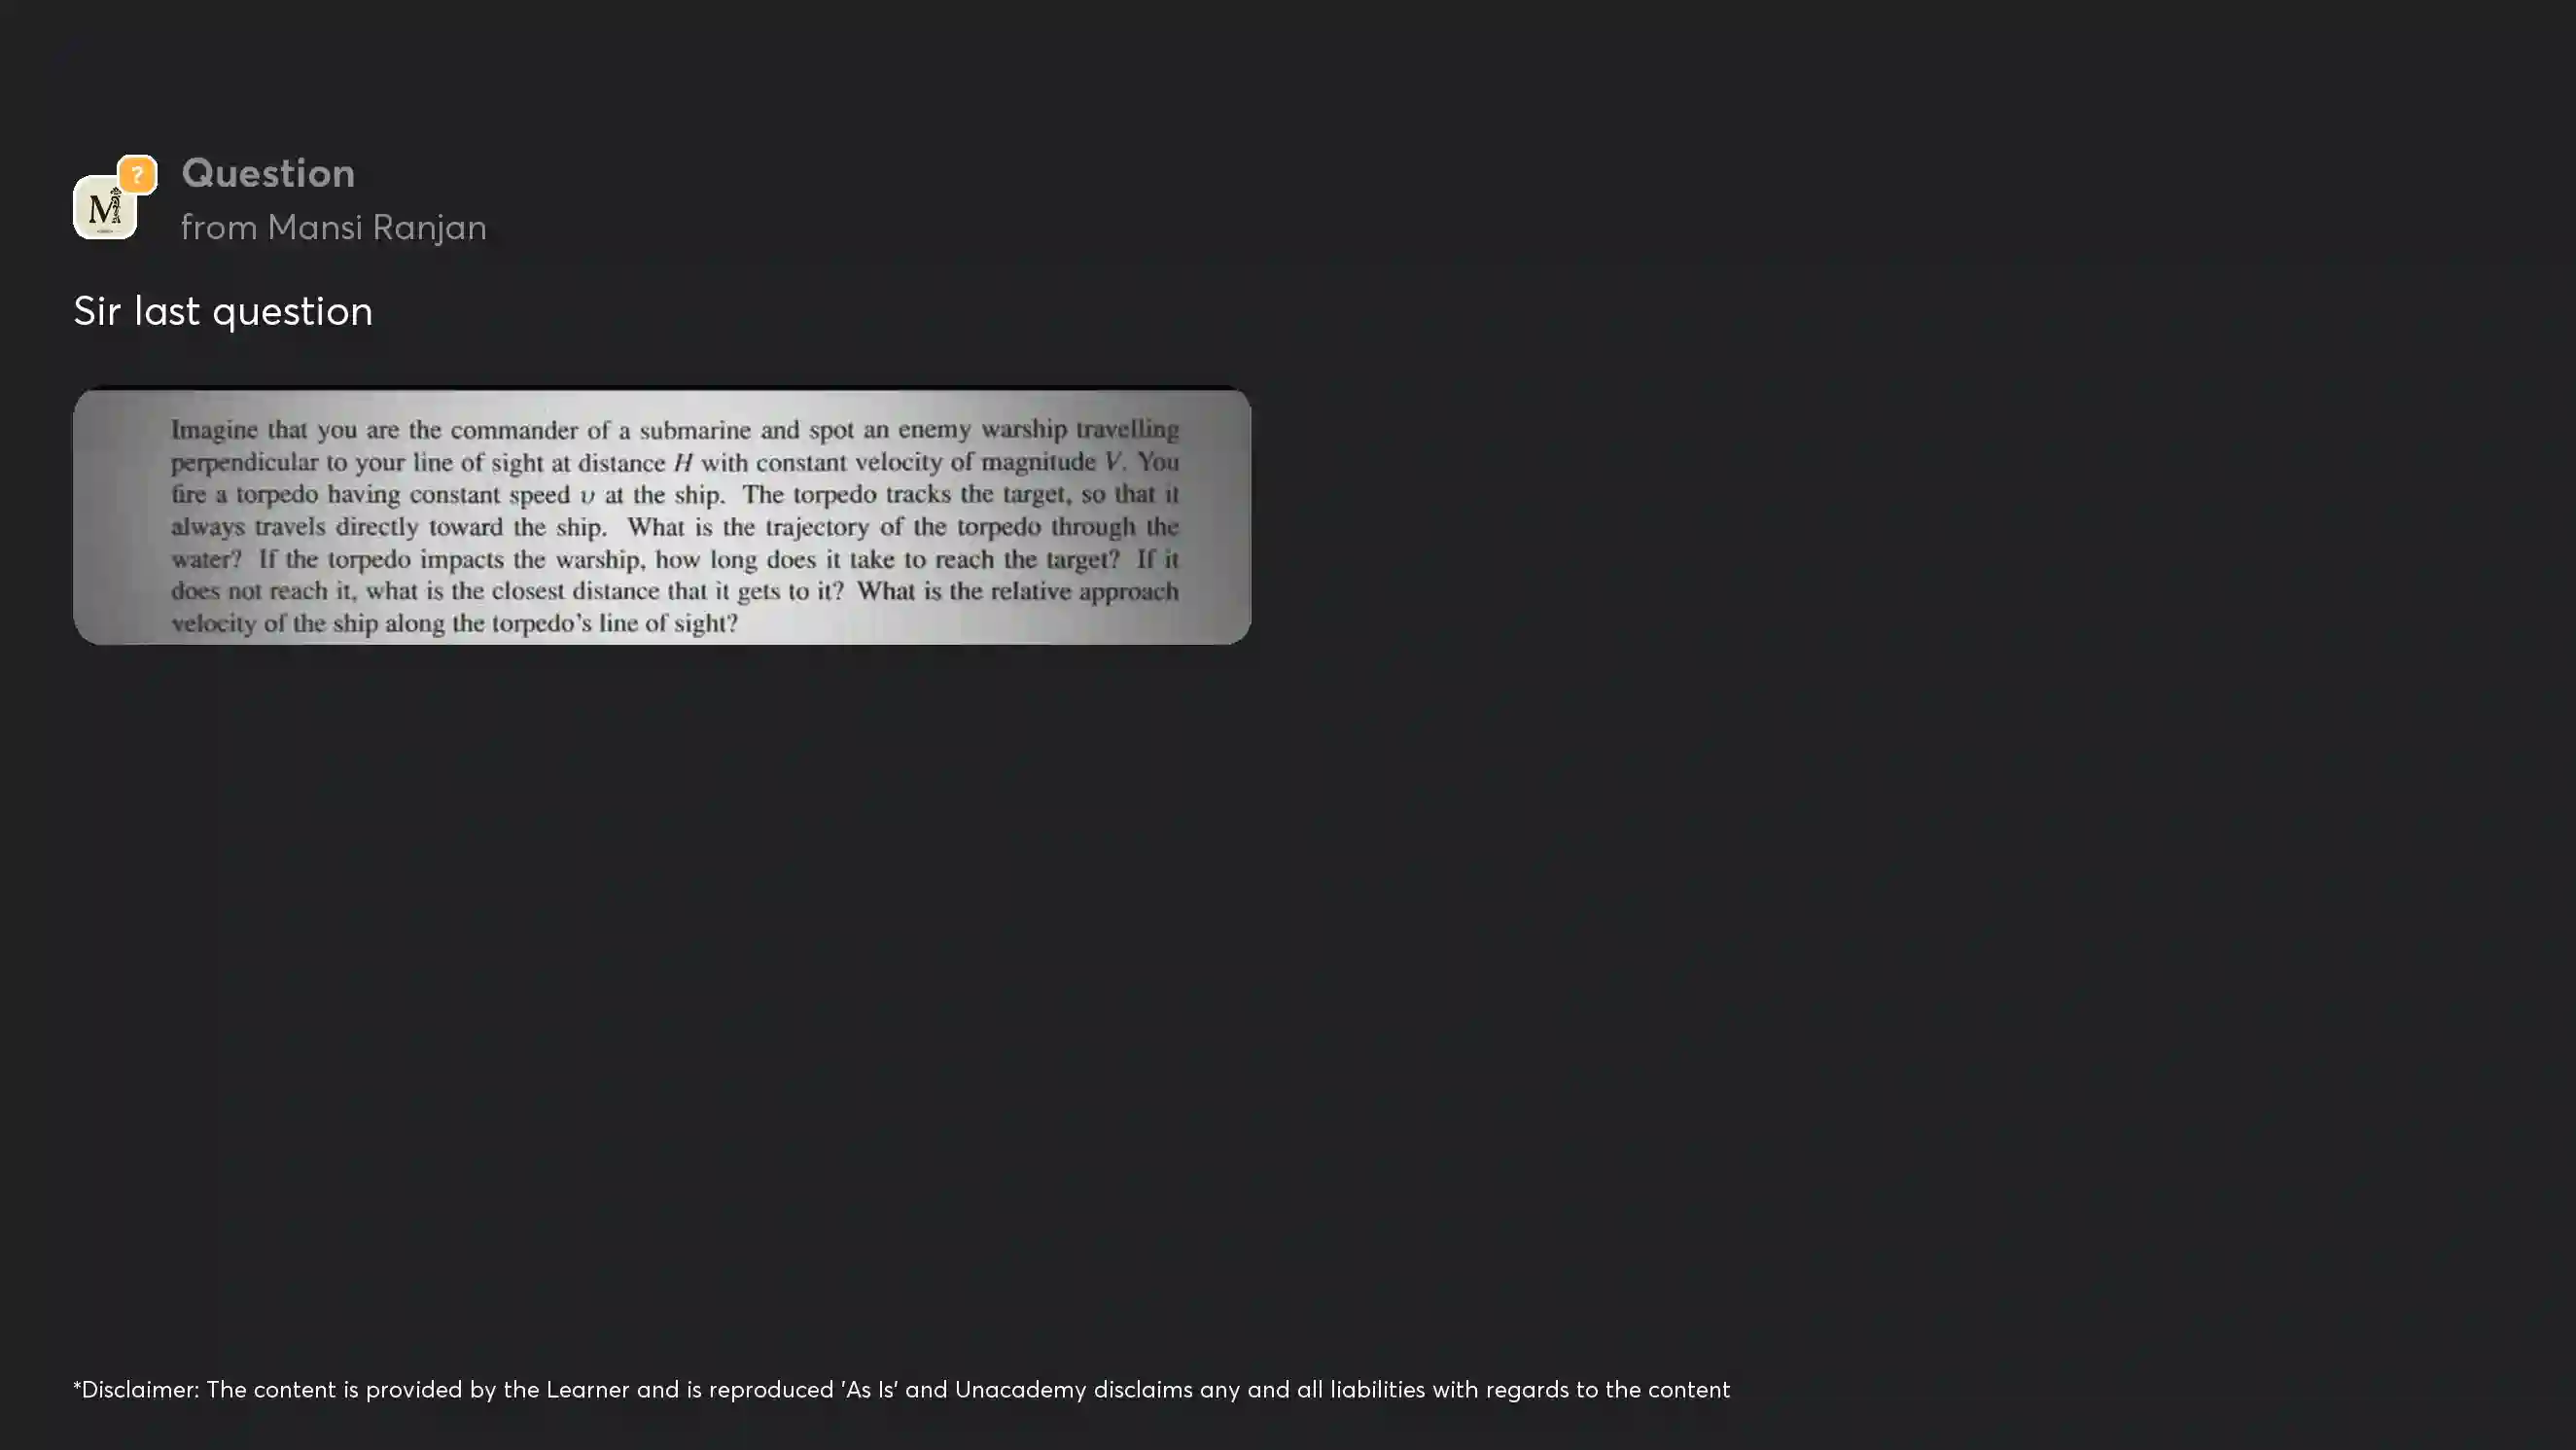 ?
Question
M
from Mansi Ranjan
Sir last question
Imagine that you are the commander of a submarine and spot an enemy warship travelling
perpendicular to your line of sight at distance H with constant velocity of magnitude V. You
fire a torpedo having constant speed υ at the ship. The torpedo tracks the target, so that it
always travels directly toward the ship. What is the trajectory of the torpedo through the
water? If the torpedo impacts the warship, how long does it take to reach the target? If it
does not reach it, what is the closest distance that it gets to it? What is the relative approach
velocity of the ship along the torpedo's line of sight?
*Disclaimer: The content is provided by the Learner and is reproduced 'As Is' and Unacademy disclaims any and all liabilities with regards to the content